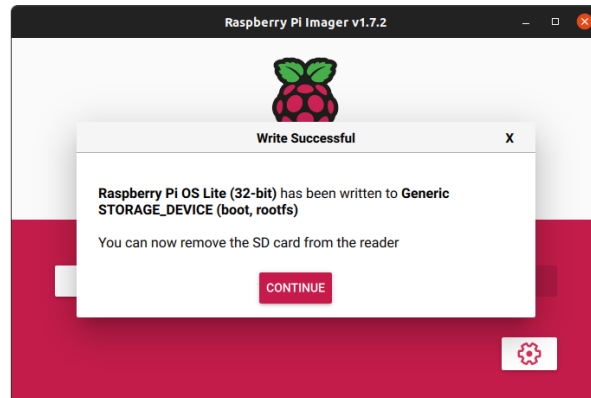 Raspberry Pi Imager v1.7.2
Write Successful
X
Raspberry Pi OS Lite (32-bit) has been written to Generic
STORAGE_DEVICE (boot, rootfs)
You can now remove the SD card from the reader
CONTINUE